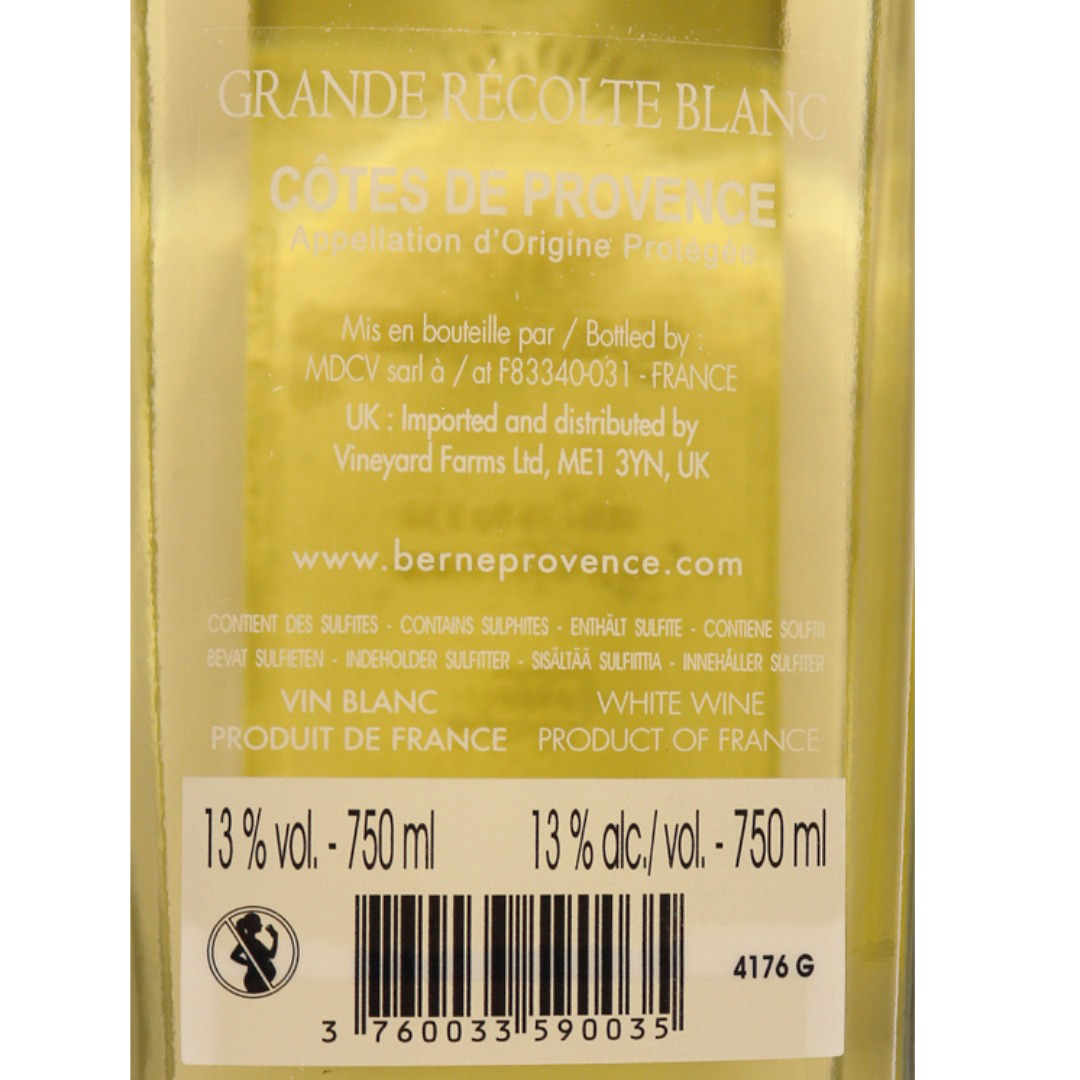 GRANDE RÉCOLTE BLANC
CÔTES DE PROVENCE
Appellation d'Origine Protégée
Mis en bouteille par / Bottled by :
MDCV sarl à / at F83340-031 - FRANCE
UK : Imported and distributed by
Vineyard Farms Ltd, ME1 3YN, UK
www.berneprovence.com
CONTIENT DES SULFITES - CONTAINS SULPHITES - ENTHÄLT SULFITE - CONTIENE SOLFITI
BEVAT SULFIETEN - INDEHOLDER SULFITTER - SISÄLTÄÄ SULFIITTIA - INNEHÅLLER SULFITER
VIN BLANC WHITE WINE
PRODUIT DE FRANCE PRODUCT OF FRANCE
13 % vol. - 750 ml 13 % alc./ vol. - 750 ml
4176 G
3 760033 590035